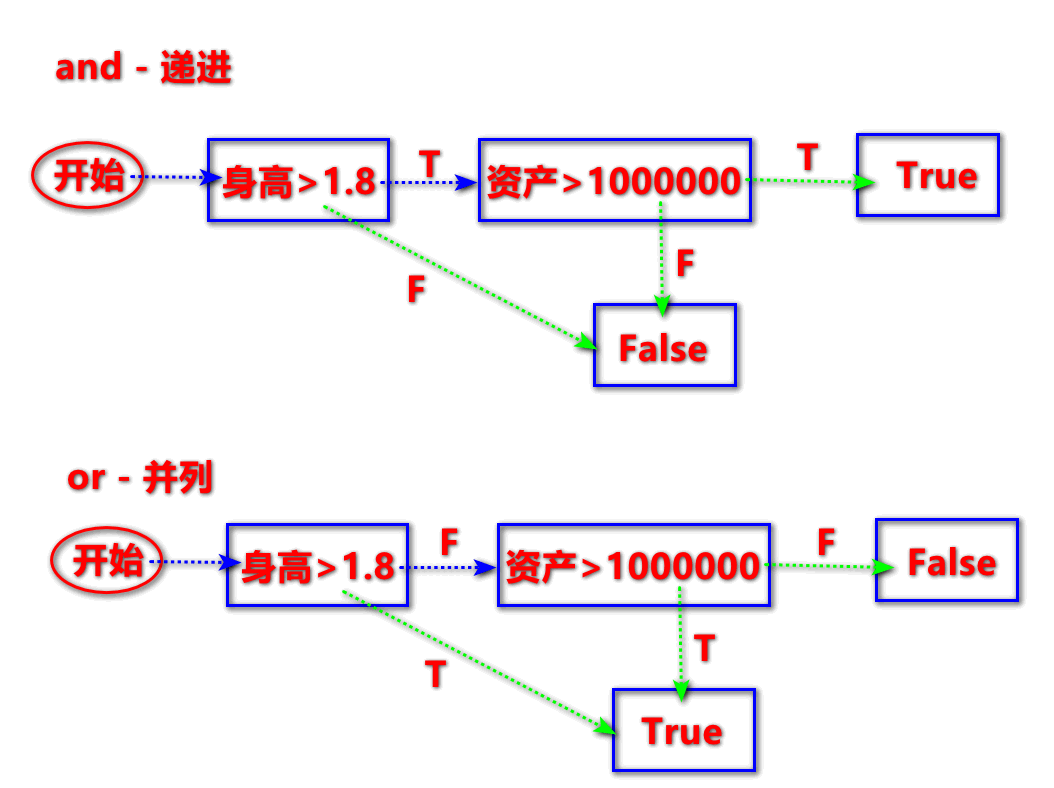 and - 递进
开始
身高>1.8
T
资产>1000000
T
True
F
F
False
or - 并列
开始
身高>1.8
F
资产>1000000
F
False
T
T
True